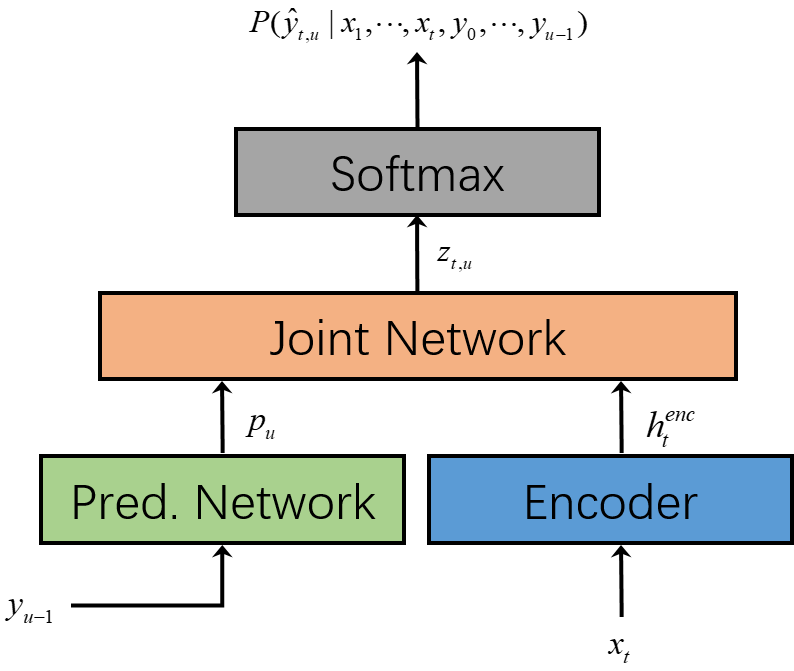 P(ŷ_{t,u} | x_1, ⋯, x_t, y_0, ⋯, y_{u−1})
Softmax
z_{t,u}
Joint Network
p_u
h_t^{enc}
Pred. Network
Encoder
y_{u−1}
x_t